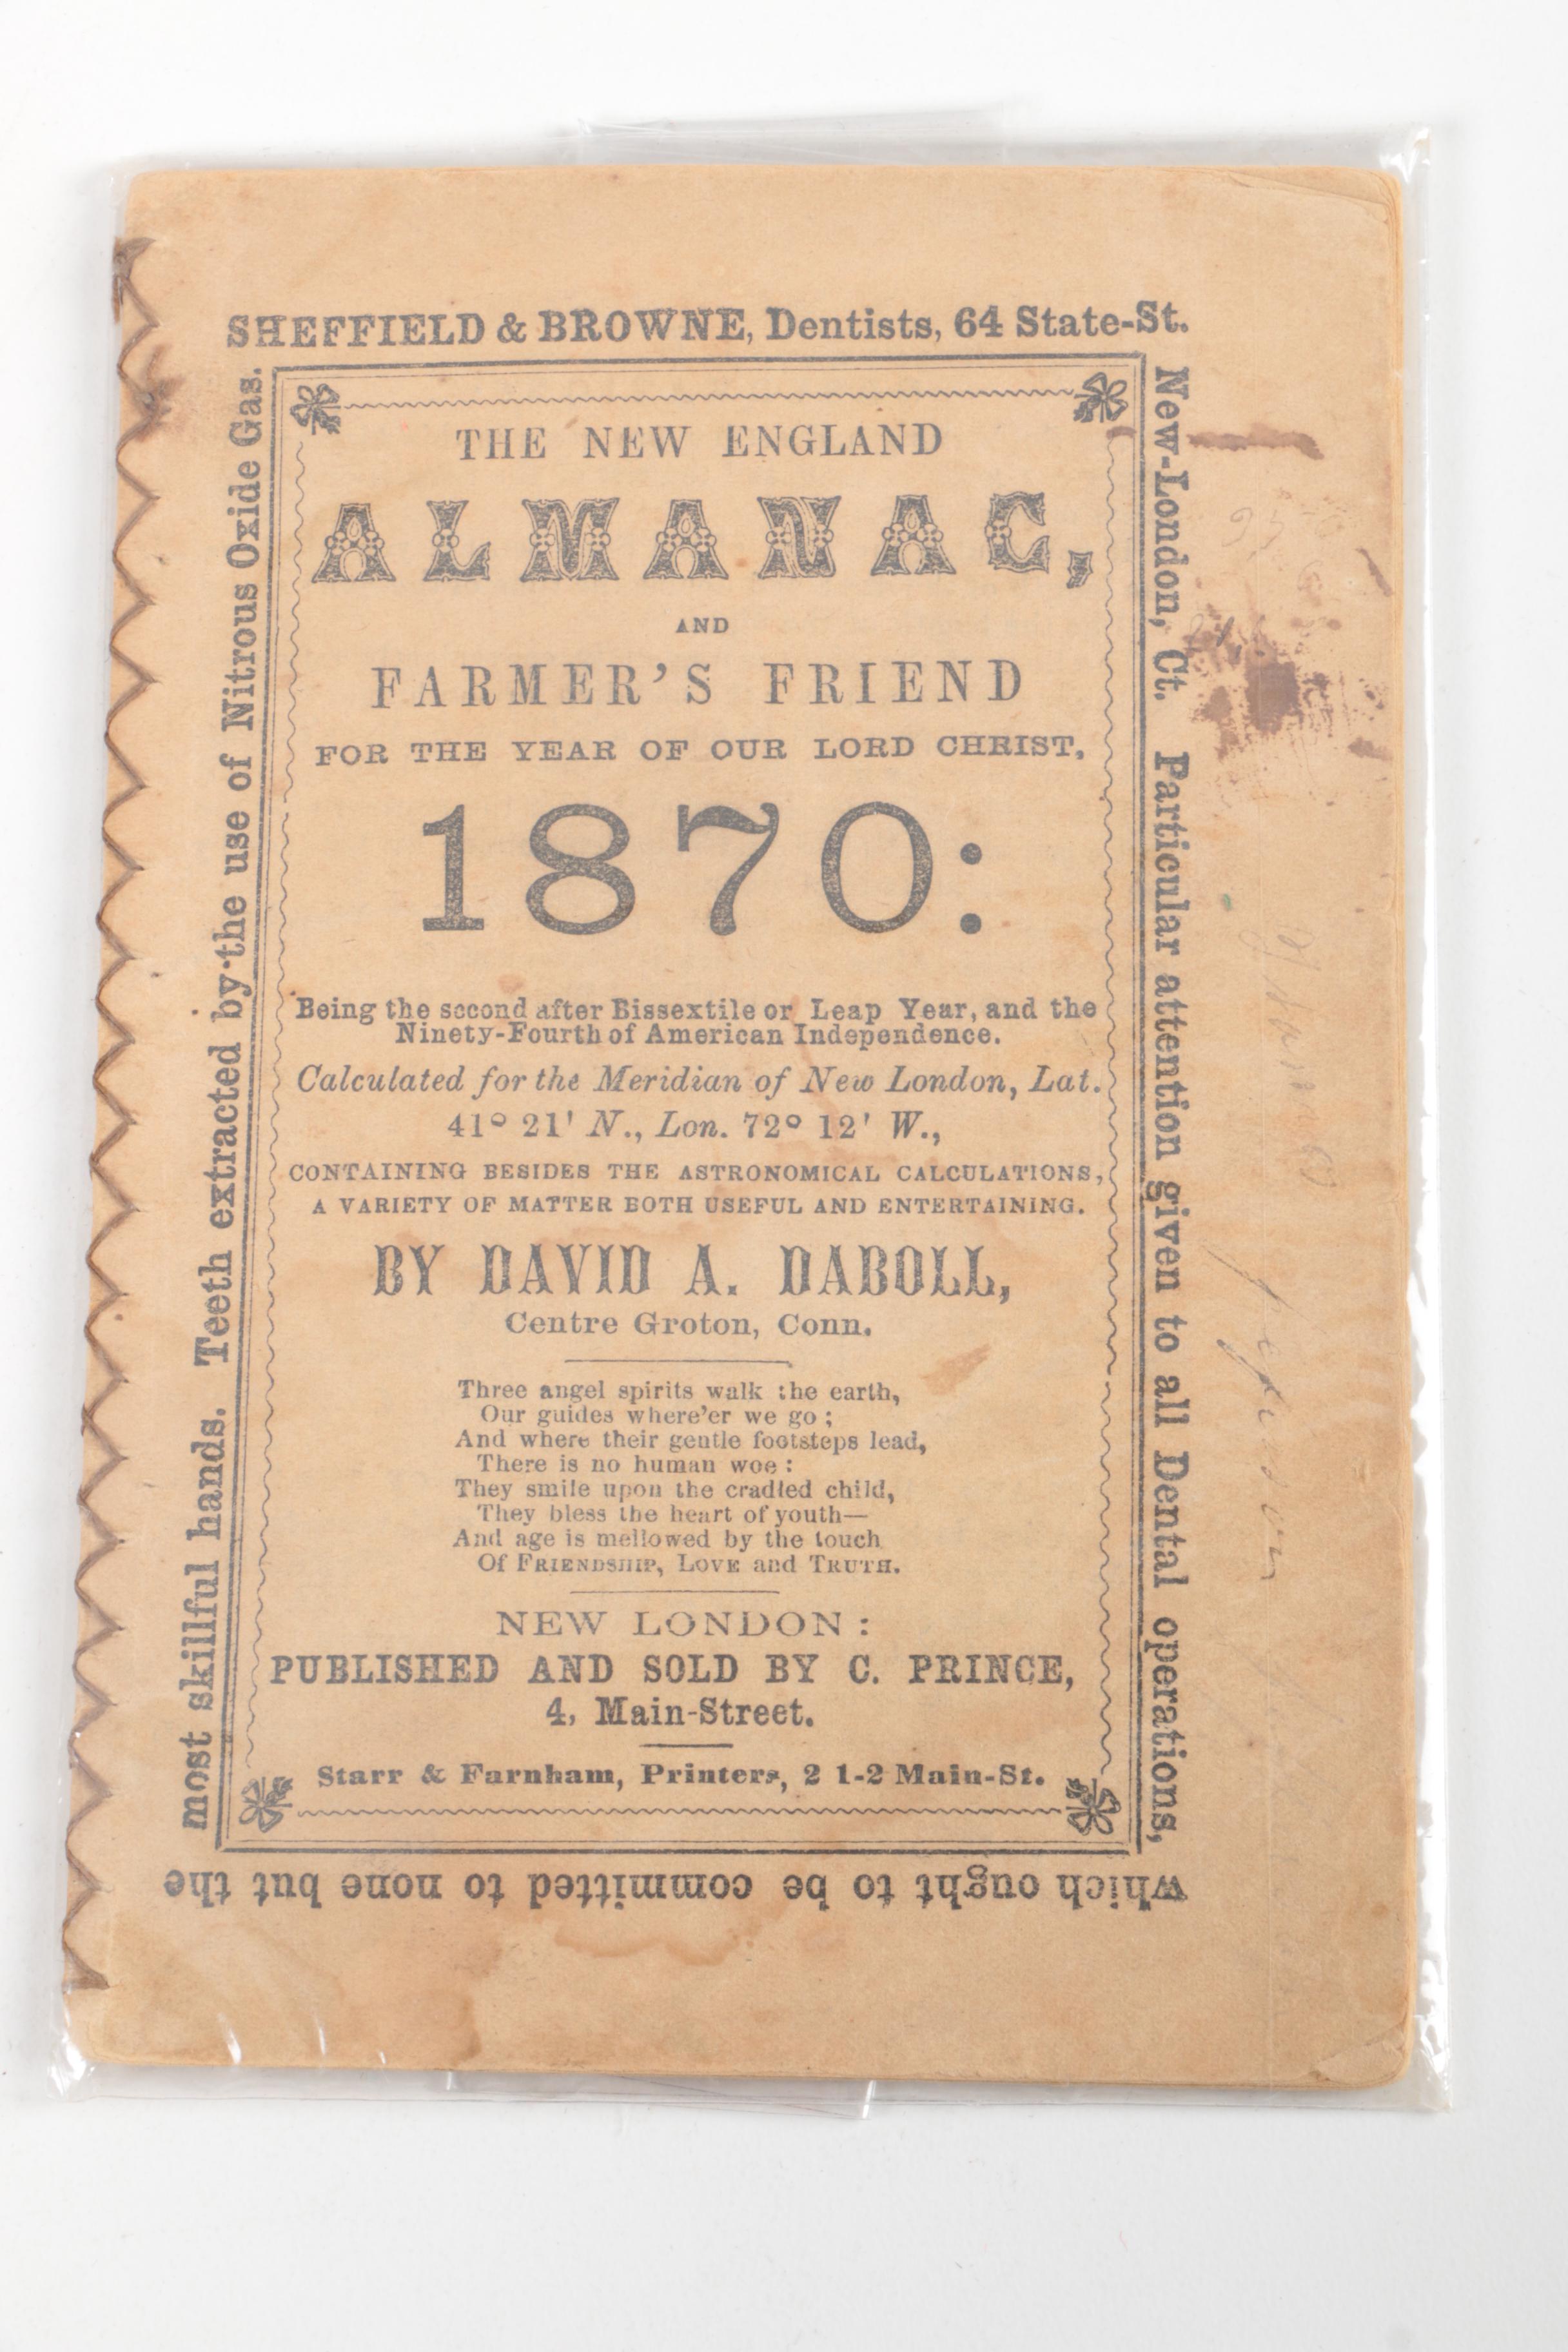 SHEFFIELD & BROWNE, Dentists, 64 State-St.
New-London, Ct. Particular attention given to all Dental operations,
which ought to be committed to none but the
most skillful hands. Teeth extracted by the use of Nitrous Oxide Gas.
THE NEW ENGLAND
ALMANAC,
AND
FARMER'S FRIEND
FOR THE YEAR OF OUR LORD CHRIST,
1870:
Being the second after Bissextile or Leap Year, and the
Ninety-Fourth of American Independence.
Calculated for the Meridian of New London, Lat.
41° 21' N., Lon. 72° 12' W.,
CONTAINING BESIDES THE ASTRONOMICAL CALCULATIONS,
A VARIETY OF MATTER BOTH USEFUL AND ENTERTAINING.
BY DAVID A. DABOLL,
Centre Groton, Conn.
Three angel spirits walk the earth,
Our guides where'er we go;
And where their gentle footsteps lead,
There is no human woe:
They smile upon the cradled child,
They bless the heart of youth—
And age is mellowed by the touch
Of FRIENDSHIP, LOVE and TRUTH.
NEW LONDON:
PUBLISHED AND SOLD BY C. PRINCE,
4, Main-Street.
Starr & Farnham, Printers, 2 1-2 Main-St.